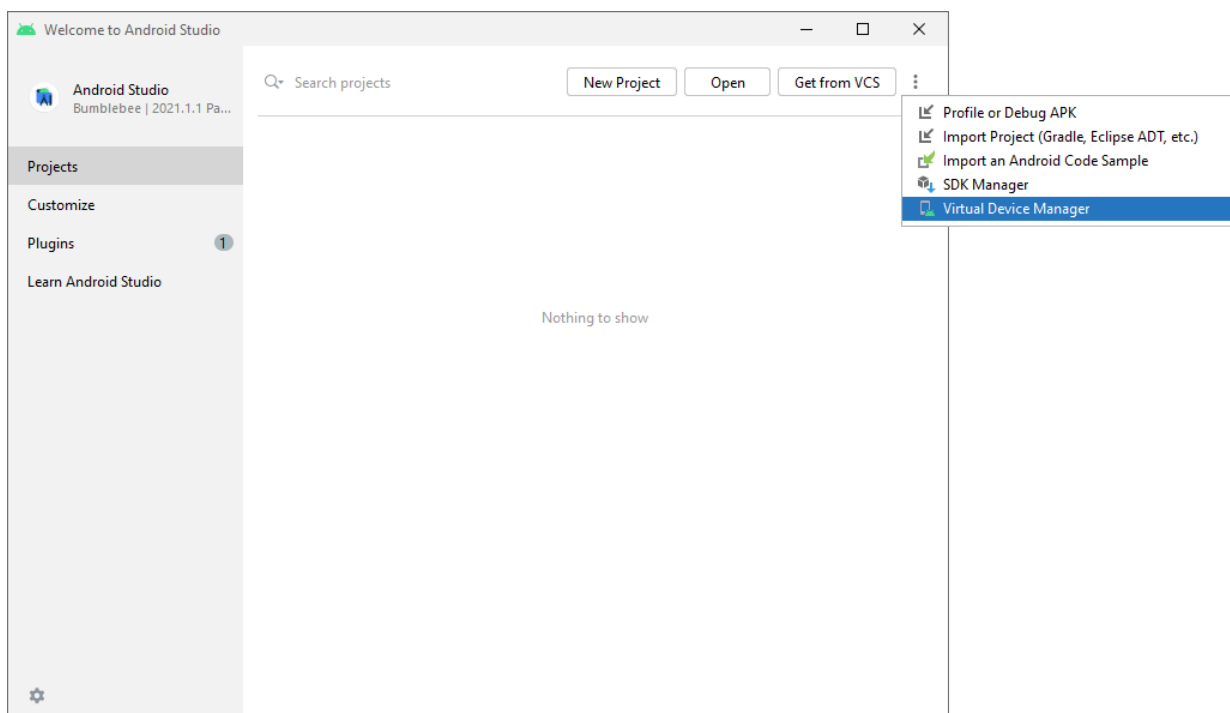 Welcome to Android Studio
Android Studio
Bumblebee | 2021.1.1 Pa...
Search projects
New Project
Open
Get from VCS
Profile or Debug APK
Import Project (Gradle, Eclipse ADT, etc.)
Import an Android Code Sample
SDK Manager
Virtual Device Manager
Projects
Customize
Plugins 1
Learn Android Studio
Nothing to show